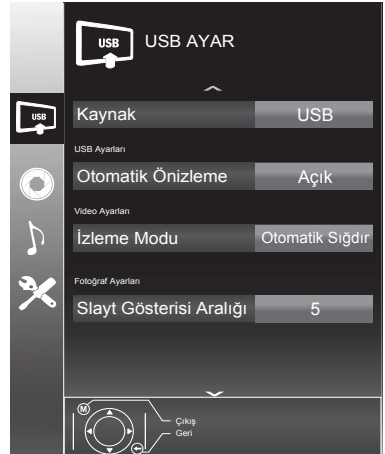 USB USB AYAR
USB
Kaynak USB
USB Ayarları
Otomatik Önizleme Açık
Video Ayarları
İzleme Modu Otomatik Sığdır
Fotoğraf Ayarları
Slayt Gösterisi Aralığı 5
M
Çıkış
Geri